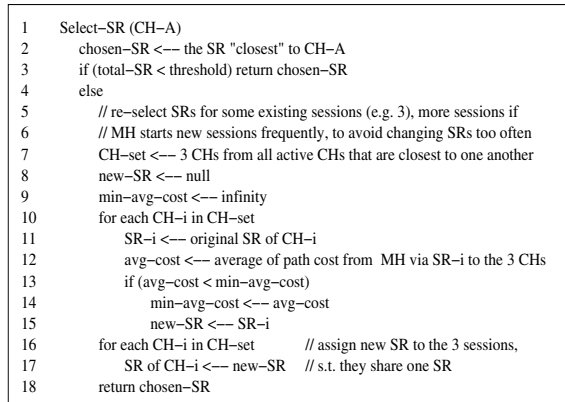 1 Select−SR (CH−A)
2 chosen−SR <−− the SR "closest" to CH−A
3 if (total−SR < threshold) return chosen−SR
4 else
5 // re−select SRs for some existing sessions (e.g. 3), more sessions if
6 // MH starts new sessions frequently, to avoid changing SRs too often
7 CH−set <−− 3 CHs from all active CHs that are closest to one another
8 new−SR <−− null
9 min−avg−cost <−− infinity
10 for each CH−i in CH−set
11 SR−i <−− original SR of CH−i
12 avg−cost <−− average of path cost from MH via SR−i to the 3 CHs
13 if (avg−cost < min−avg−cost)
14 min−avg−cost <−− avg−cost
15 new−SR <−− SR−i
16 for each CH−i in CH−set // assign new SR to the 3 sessions,
17 SR of CH−i <−− new−SR // s.t. they share one SR
18 return chosen−SR